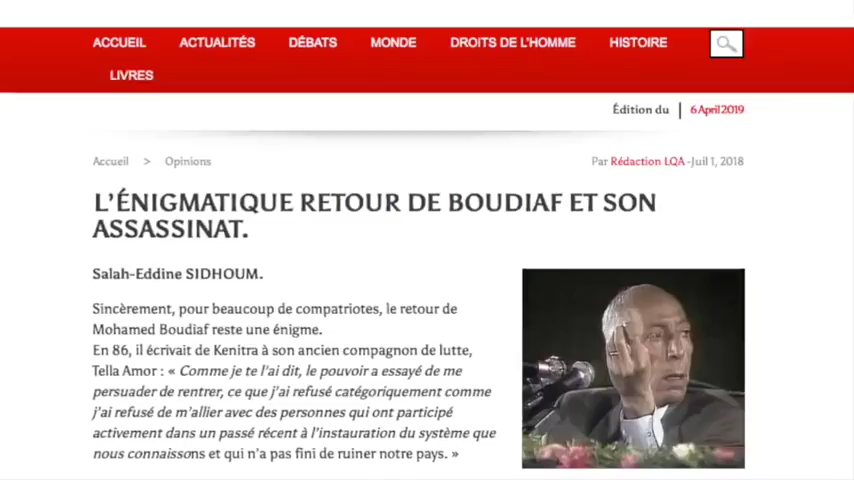 ACCUEIL ACTUALITÉS DÉBATS MONDE DROITS DE L'HOMME HISTOIRE
LIVRES
Édition du | 6 April 2019
Accueil > Opinions
Par Rédaction LQA -Juil 1, 2018
L'ÉNIGMATIQUE RETOUR DE BOUDIAF ET SON
ASSASSINAT.
Salah-Eddine SIDHOUM.
Sincèrement, pour beaucoup de compatriotes, le retour de
Mohamed Boudiaf reste une énigme.
En 86, il écrivait de Kenitra à son ancien compagnon de lutte,
Tella Amor : « Comme je te l'ai dit, le pouvoir a essayé de me
persuader de rentrer, ce que j'ai refusé catégoriquement comme
j'ai refusé de m'allier avec des personnes qui ont participé
activement dans un passé récent à l'instauration du système que
nous connaissons et qui n'a pas fini de ruiner notre pays. »